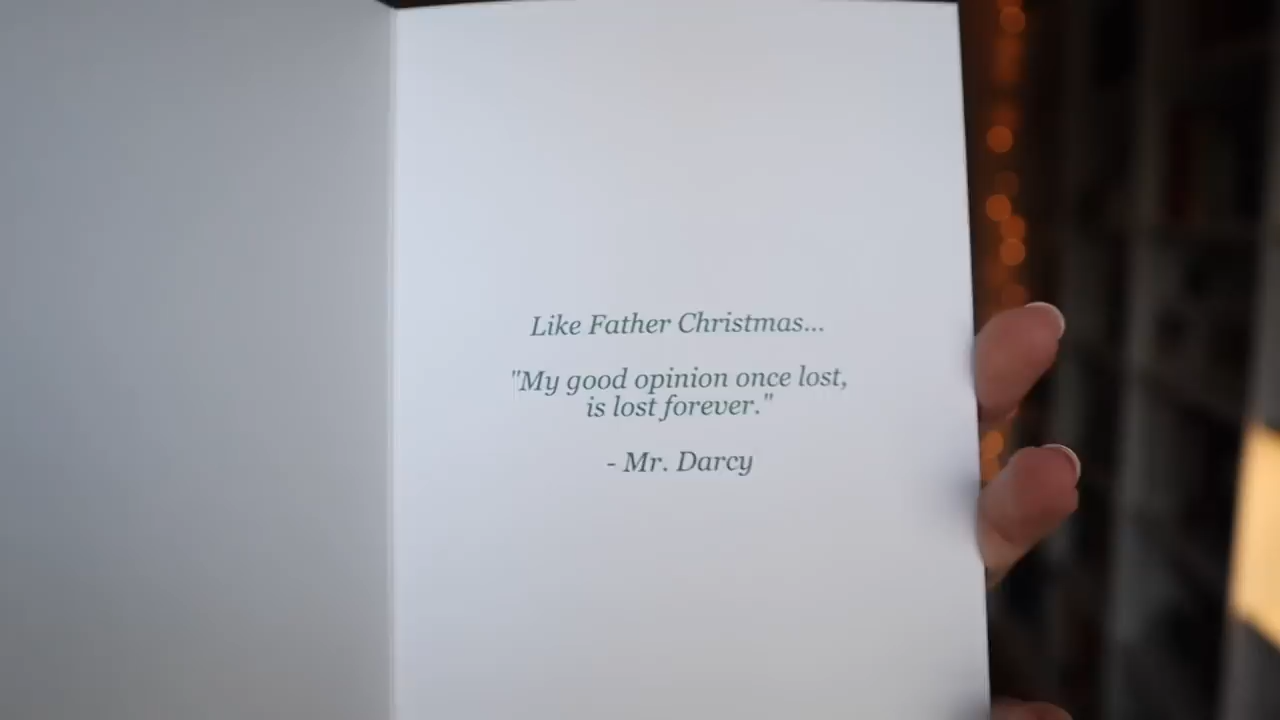 Like Father Christmas...
"My good opinion once lost,
is lost forever."
- Mr. Darcy